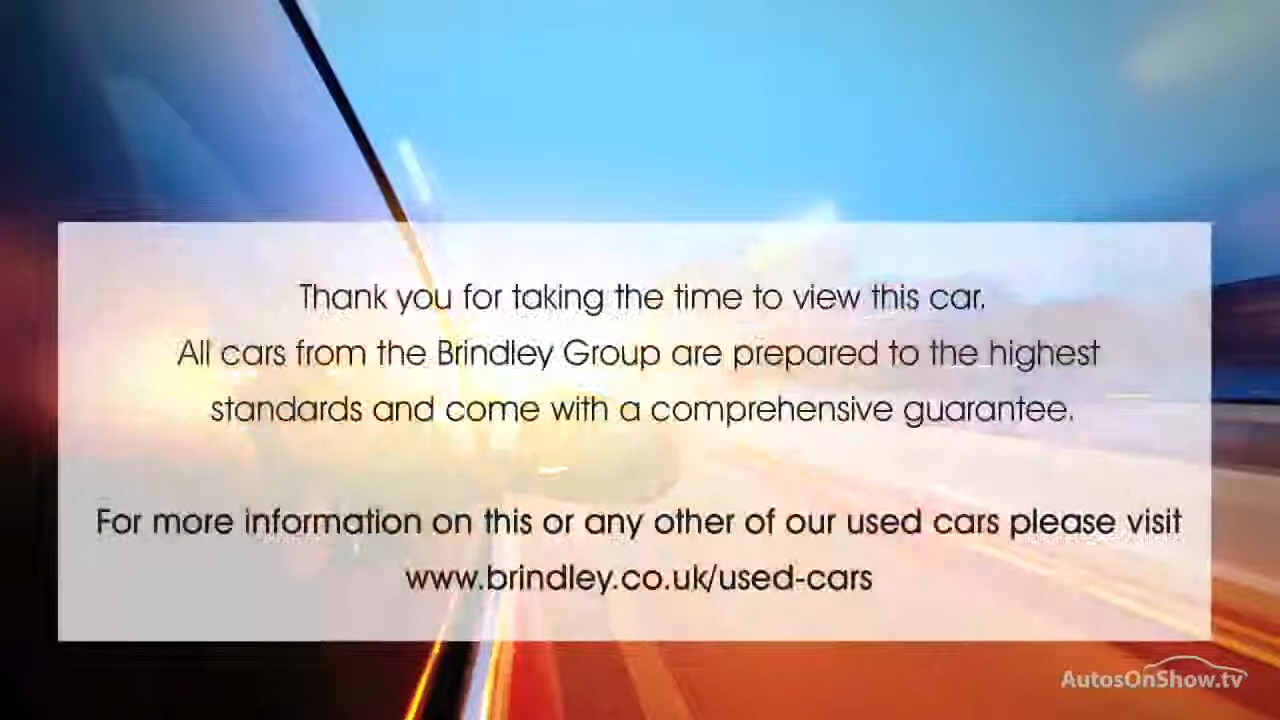 Thank you for taking the time to view this car.
All cars from the Brindley Group are prepared to the highest
standards and come with a comprehensive guarantee.
For more information on this or any other of our used cars please visit
www.brindley.co.uk/used-cars
AutosOnShow.tv